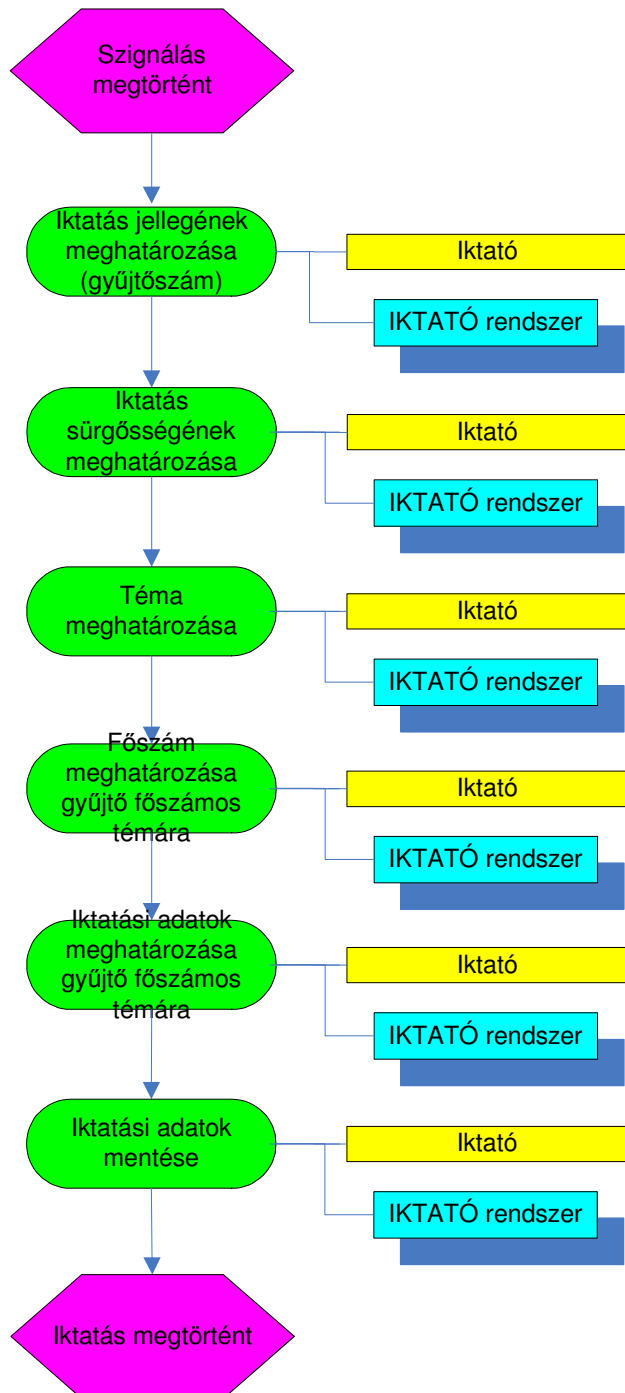 Szignálás
megtörtént
Iktatás jellegének
meghatározása
(gyűjtőszám)
Iktató
IKTATÓ rendszer
Iktatás
sürgősségének
meghatározása
Iktató
IKTATÓ rendszer
Téma
meghatározása
Iktató
IKTATÓ rendszer
Főszám
meghatározása
gyűjtő főszámos
témára
Iktató
IKTATÓ rendszer
Iktatási adatok
meghatározása
gyűjtő főszámos
témára
Iktató
IKTATÓ rendszer
Iktatási adatok
mentése
Iktató
IKTATÓ rendszer
Iktatás megtörtént